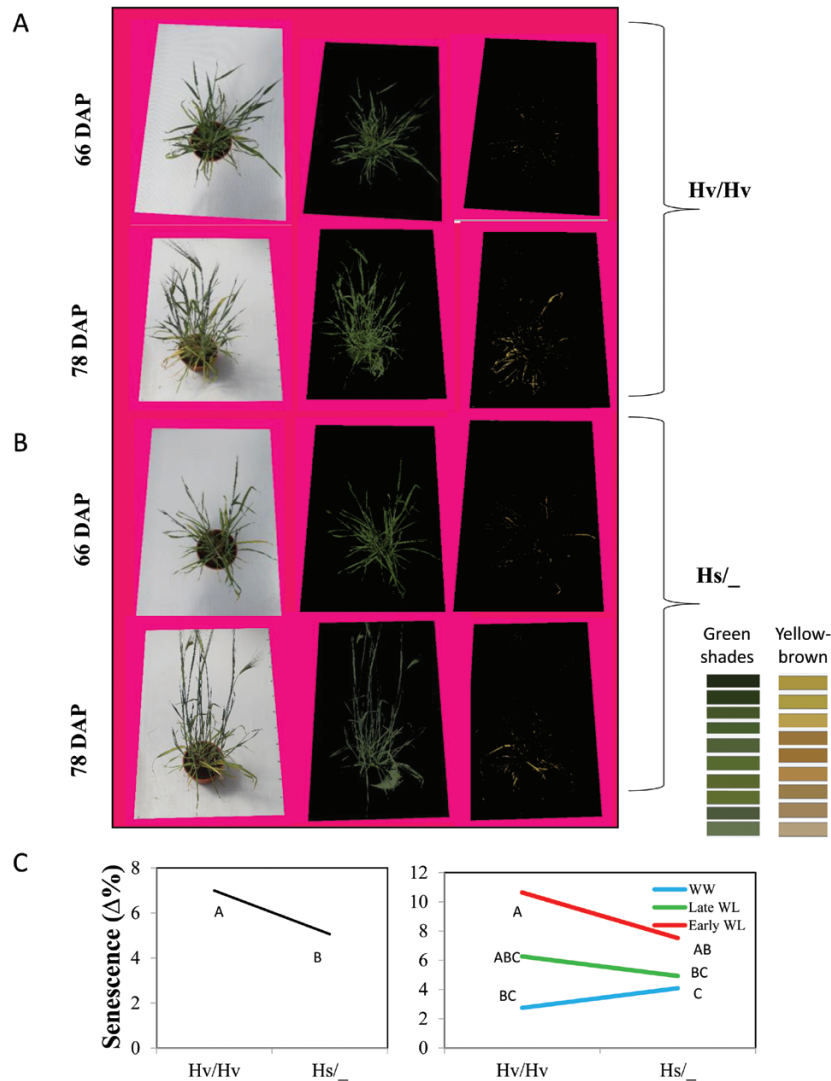 A
66 DAP
Hv/Hv
78 DAP
B
66 DAP
Hs/_
78 DAP
Green shades
Yellow-brown
C
Senescence (Δ%)
8
6
4
2
0
A
B
Hv/Hv
Hs/_
12
10
8
6
4
2
0
WW
Late WL
Early WL
A
AB
ABC
BC
BC
C
Hv/Hv
Hs/_